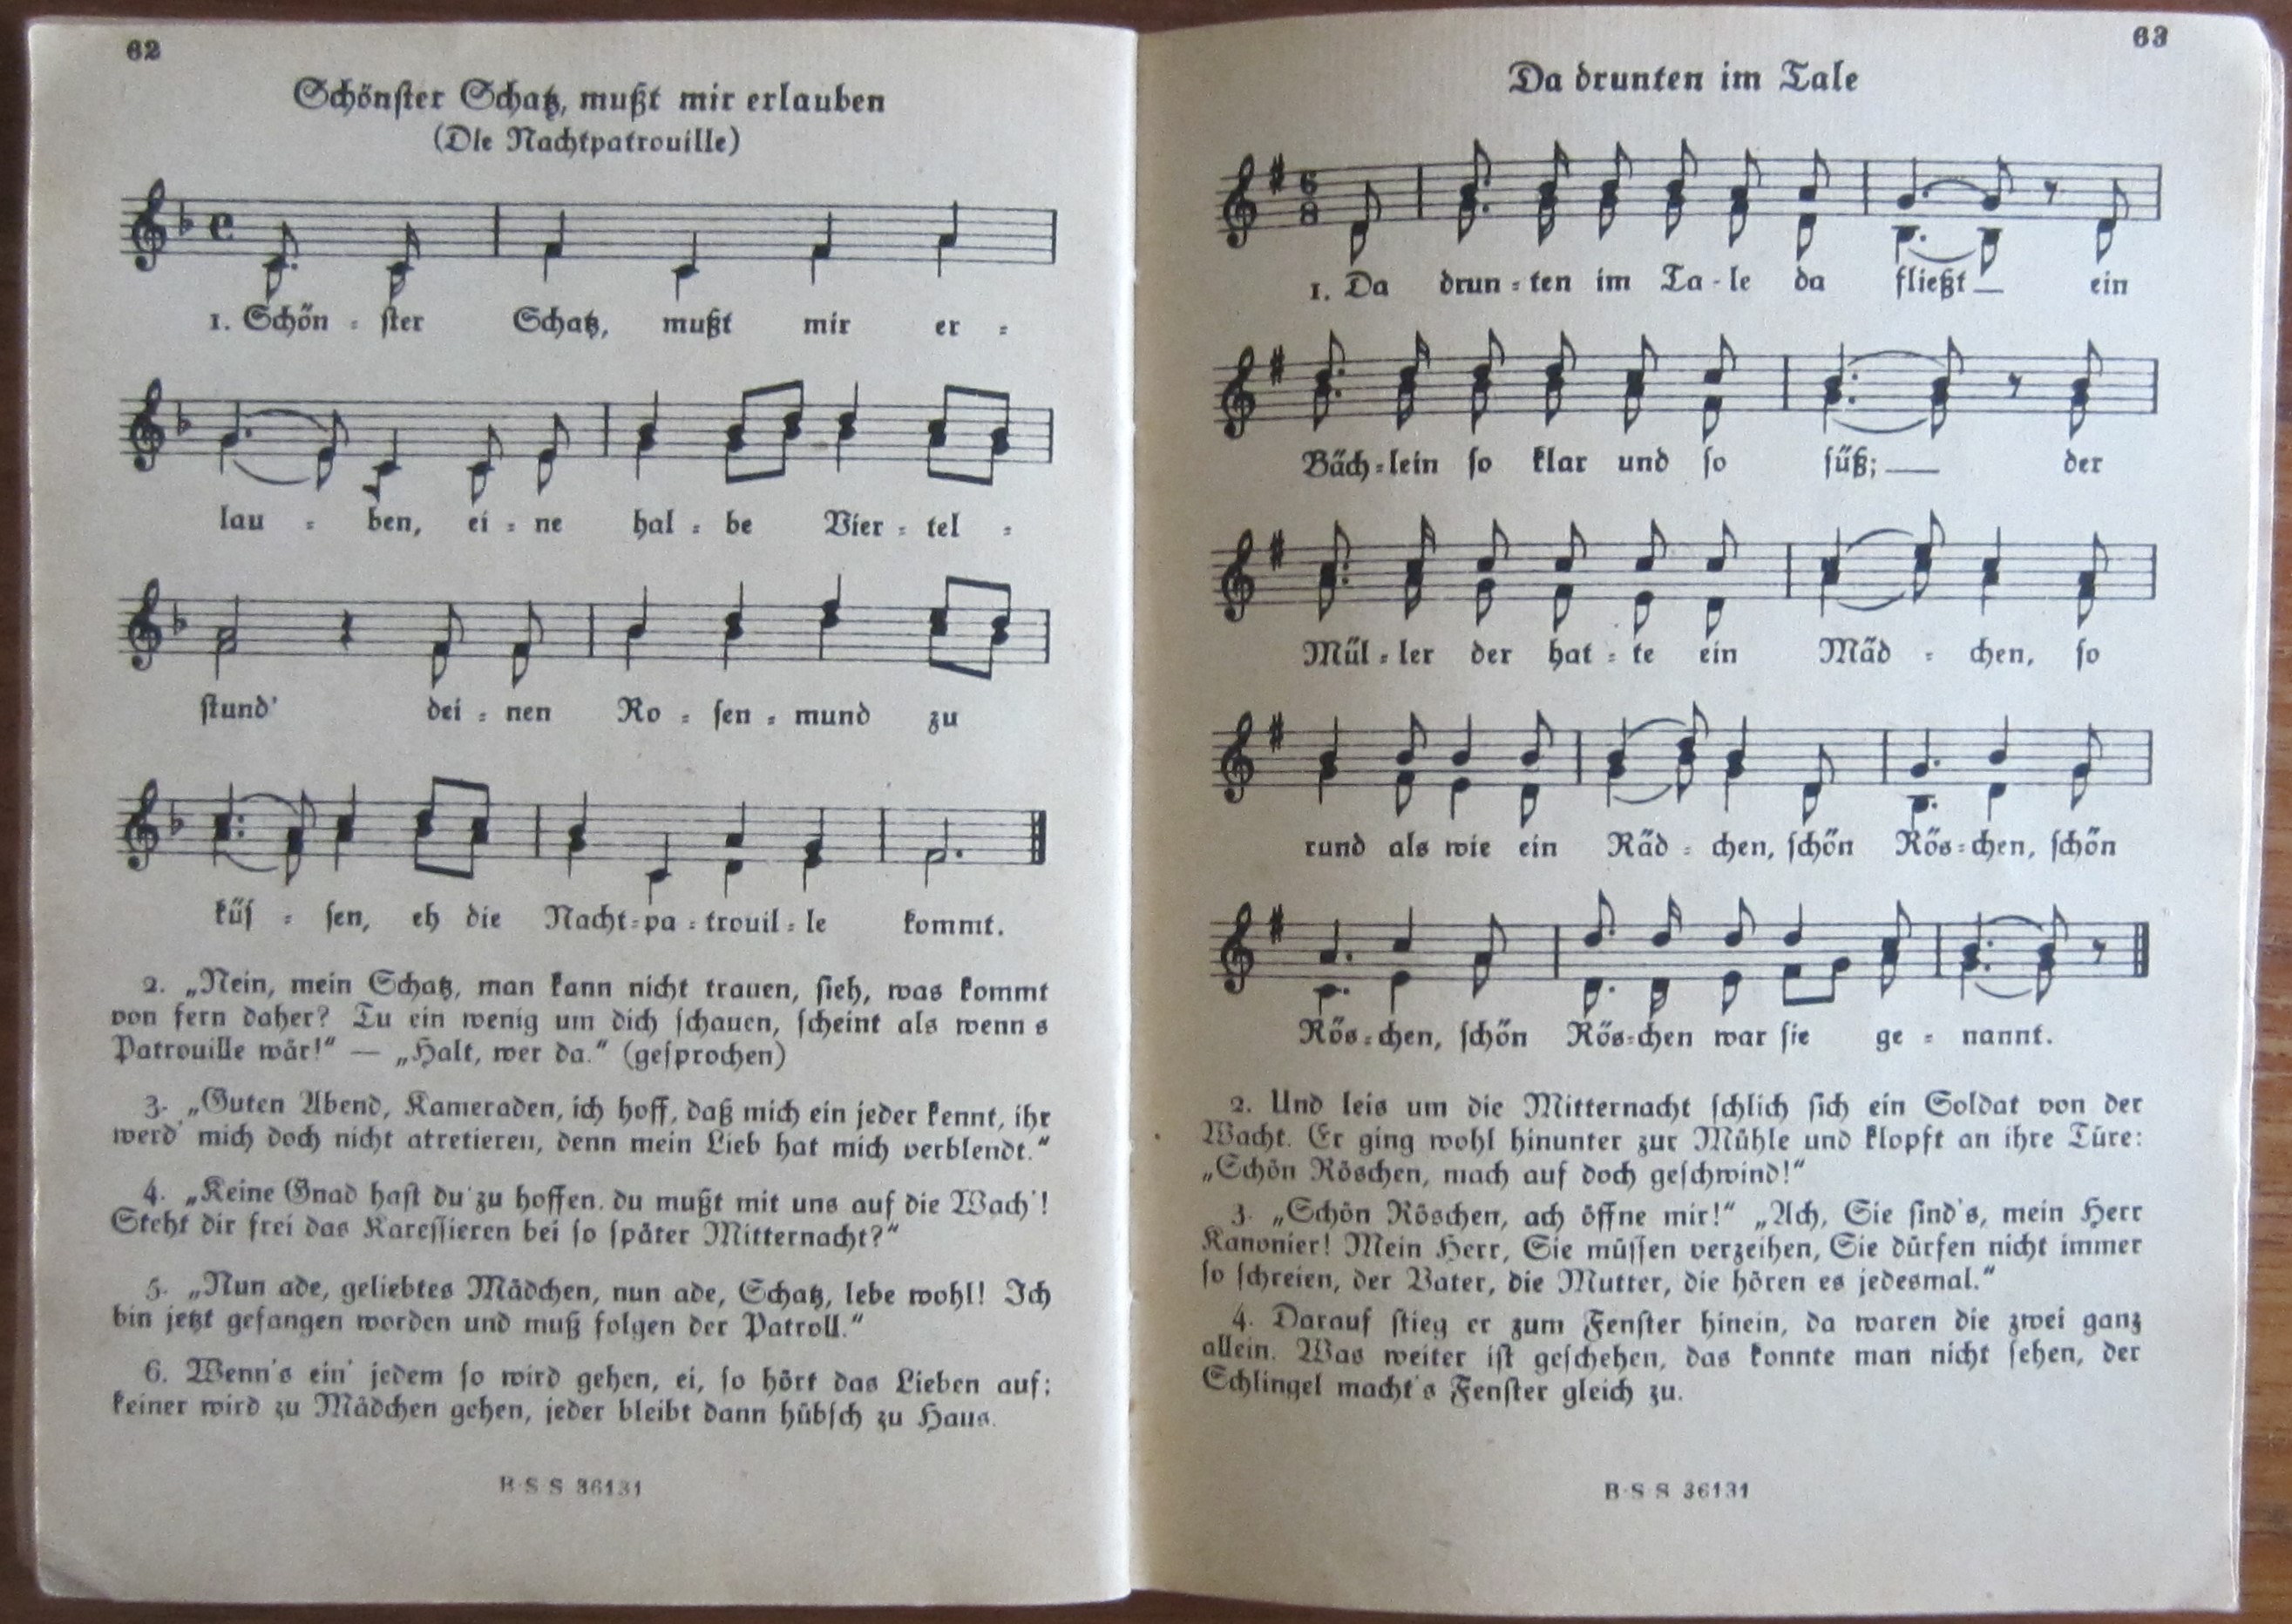 62
Schönſter Schatz, mußt mir erlauben
(Die Nachtpatrouille)
1. Schön - ſter Schatz, mußt mir er -
lau - ben, ei - ne hal - be Vier - tel -
ſtund' dei - nen Ro - ſen - mund zu
küſ - ſen, eh die Nacht-pa - trouil - le kommt.
2. „Nein, mein Schatz, man kann nicht trauen, ſieh, was kommt
von fern daher? Tu ein wenig um dich ſchauen, ſcheint als wenn s
Patrouille wär!“ — „Halt, wer da.“ (geſprochen)
3. „Guten Abend, Kameraden, ich hoff, daß mich ein jeder kennt, ihr
werd' mich doch nicht atretieren, denn mein Lieb hat mich verblendt.“
4. „Keine Gnad haſt du zu hoffen. du mußt mit uns auf die Wach'!
Steht dir frei das Kareſſieren bei ſo ſpäter Mitternacht?“
5. „Nun ade, geliebtes Mädchen, nun ade, Schatz, lebe wohl! Ich
bin jetzt gefangen worden und muß folgen der Patroll.“
6. Wenn's ein' jedem ſo wird gehen, ei, ſo hört das Lieben auf;
keiner wird zu Mädchen gehen, jeder bleibt dann hübſch zu Haus.
B·S·S 36131
63
Da drunten im Tale
6
8
1. Da drun - ten im Ta - le da fließt — ein
Bäch-lein ſo klar und ſo ſüß; — der
Mül - ler der hat - te ein Mäd - chen, ſo
rund als wie ein Räd - chen, ſchön Rös-chen, ſchön
Rös-chen, ſchön Rös-chen war ſie ge - nannt.
2. Und leis um die Mitternacht ſchlich ſich ein Soldat von der
Wacht. Er ging wohl hinunter zur Mühle und klopft an ihre Türe:
„Schön Röschen, mach auf doch geſchwind!“
3. „Schön Röschen, ach öffne mir!“ „Ach, Sie ſind's, mein Herr
Kanonier! Mein Herr, Sie müſſen verzeihen, Sie dürfen nicht immer
ſo ſchreien, der Vater, die Mutter, die hören es jedesmal.“
4. Darauf ſtieg er zum Fenſter hinein, da waren die zwei ganz
allein. Was weiter iſt geſchehen, das konnte man nicht ſehen, der
Schlingel macht's Fenſter gleich zu.
B·S·S 36131